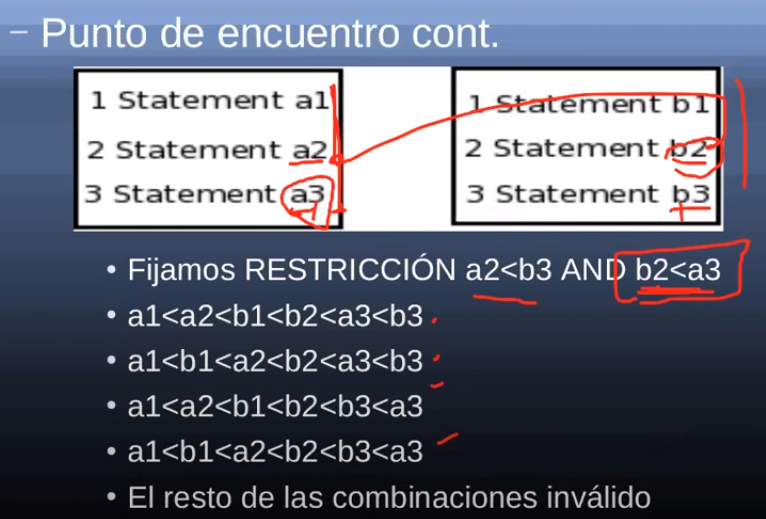 – Punto de encuentro cont.
1 Statement a1
2 Statement a2
3 Statement a3
1 Statement b1
2 Statement b2
3 Statement b3
• Fijamos RESTRICCIÓN a2<b3 AND b2<a3
• a1<a2<b1<b2<a3<b3
• a1<b1<a2<b2<a3<b3
• a1<a2<b1<b2<b3<a3
• a1<b1<a2<b2<b3<a3
• El resto de las combinaciones inválido